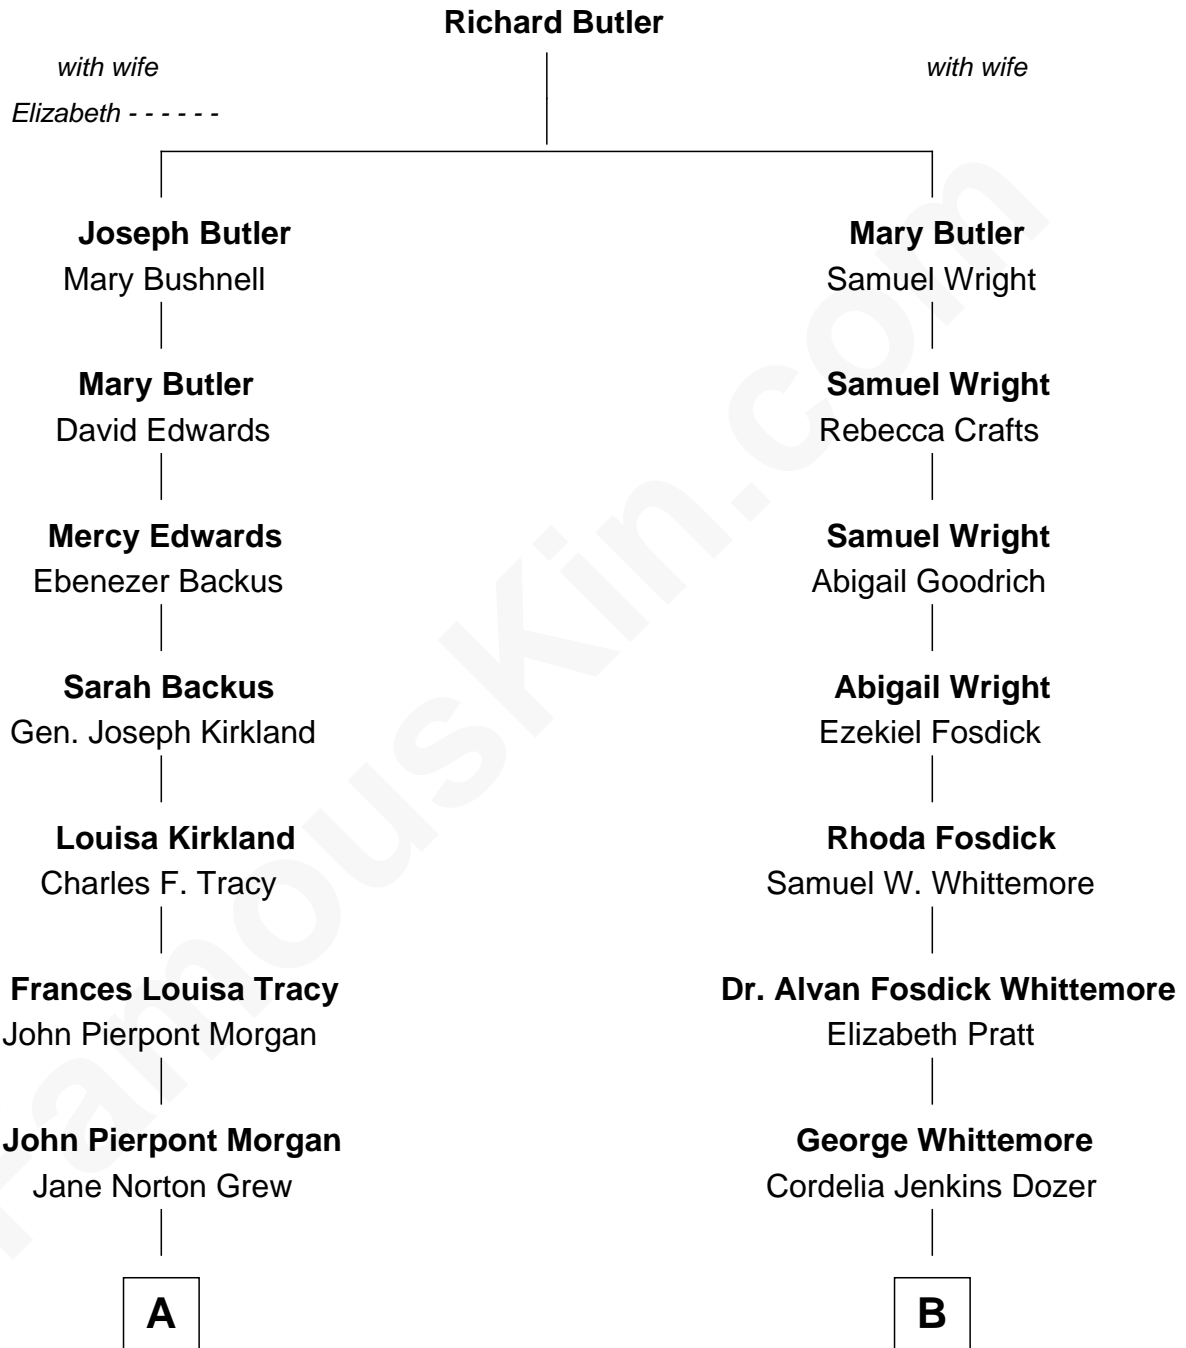 Richard Butler
with wife
with wife
Elizabeth - - - - - -
Joseph Butler
Mary Butler
Mary Bushnell
Samuel Wright
Mary Butler
Samuel Wright
David Edwards
Rebecca Crafts
Mercy Edwards
Samuel Wright
Ebenezer Backus
Abigail Goodrich
Sarah Backus
Abigail Wright
Gen. Joseph Kirkland
Ezekiel Fosdick
Louisa Kirkland
Rhoda Fosdick
Charles F. Tracy
Samuel W. Whittemore
Frances Louisa Tracy
Dr. Alvan Fosdick Whittemore
John Pierpont Morgan
Elizabeth Pratt
John Pierpont Morgan
George Whittemore
Jane Norton Grew
Cordelia Jenkins Dozer
A
B
FamousKin.com